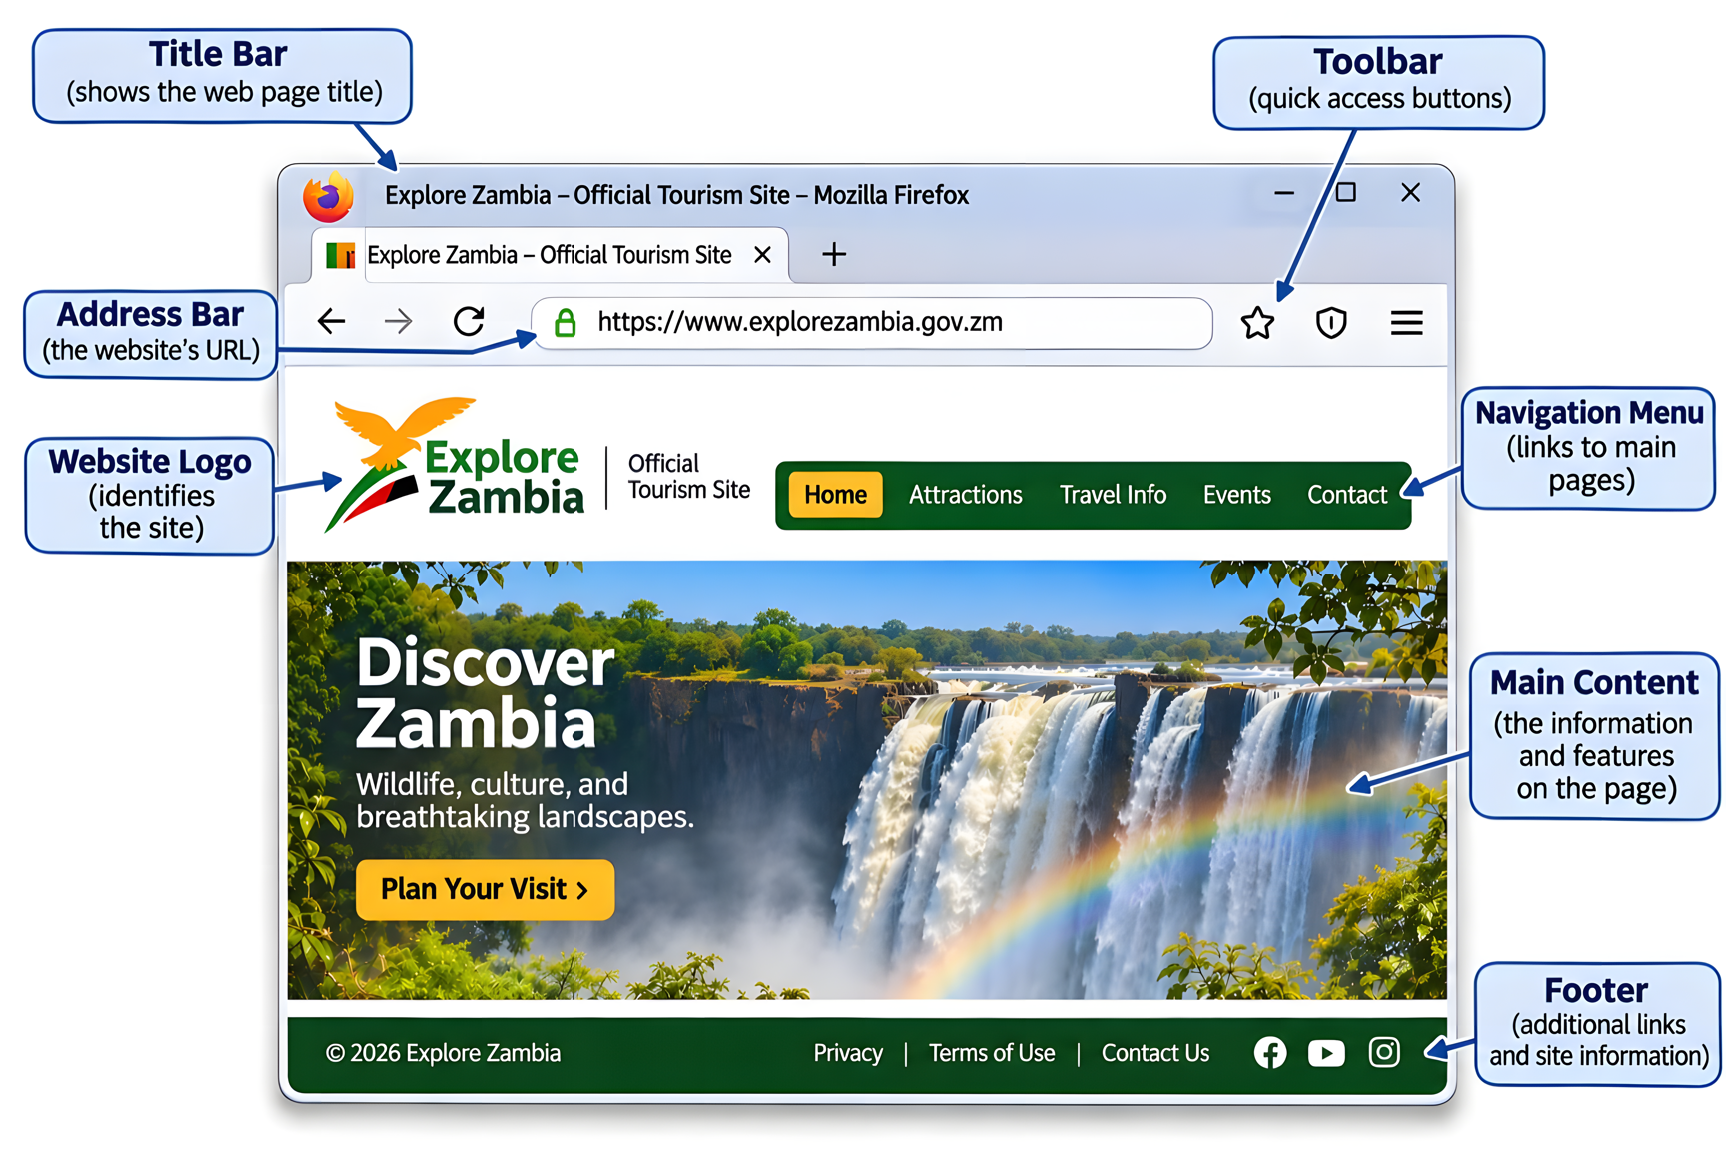 Title Bar
(shows the web page title)
Toolbar
(quick access buttons)
Explore Zambia – Official Tourism Site – Mozilla Firefox
Explore Zambia – Official Tourism Site
Address Bar
(the website's URL)
https://www.explorezambia.gov.zm
Website Logo
(identifies
the site)
Explore
Zambia
Official
Tourism Site
Home Attractions Travel Info Events Contact
Navigation Menu
(links to main
pages)
Discover
Zambia
Wildlife, culture, and
breathtaking landscapes.
Plan Your Visit >
Main Content
(the information
and features
on the page)
© 2026 Explore Zambia
Privacy | Terms of Use | Contact Us
Footer
(additional links
and site information)